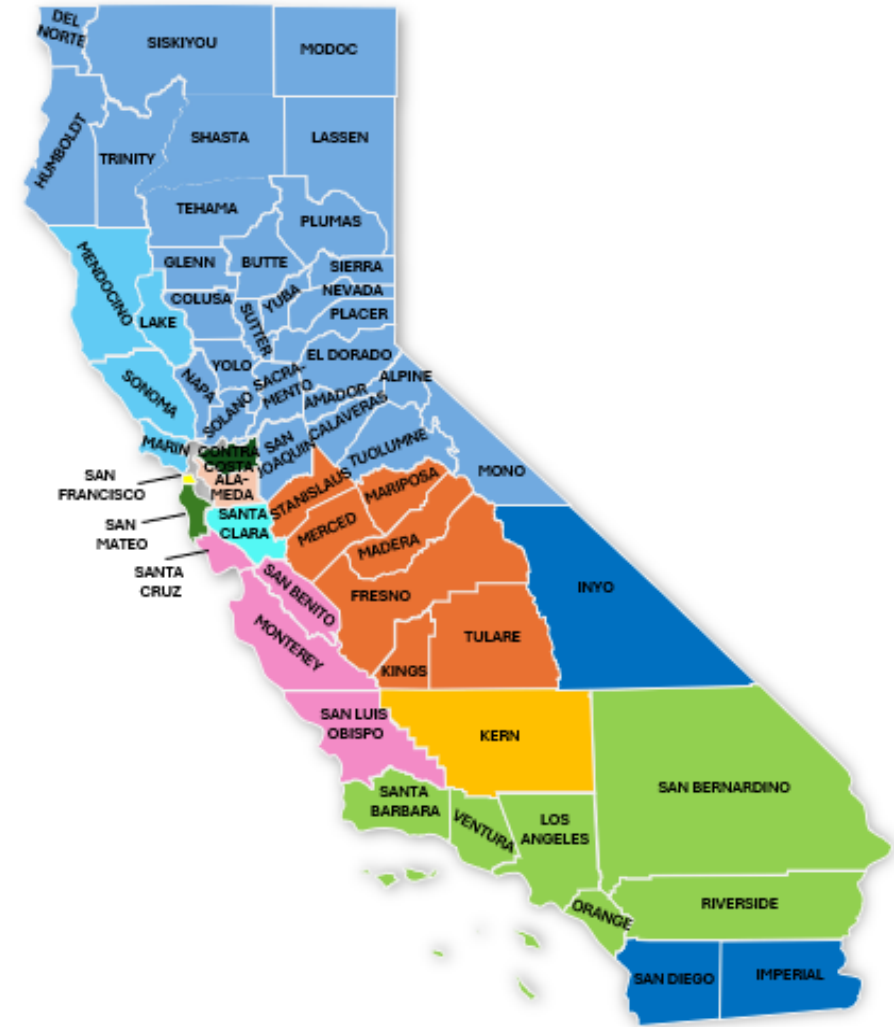 DEL
NORTE
SISKIYOU
MODOC
HUMBOLDT
TRINITY
SHASTA
LASSEN
TEHAMA
PLUMAS
MENDOCINO
GLENN
BUTTE
SIERRA
COLUSA
YUBA
NEVADA
LAKE
SUTTER
PLACER
YOLO
EL DORADO
SONOMA
NAPA
SACRA-
MENTO
ALPINE
SOLANO
AMADOR
MARIN
CONTRA
COSTA
SAN
JOAQUIN
CALAVERAS
TUOLUMNE
MONO
SAN
FRANCISCO
ALA-
MEDA
STANISLAUS
MARIPOSA
SAN
MATEO
SANTA
CLARA
MERCED
MADERA
SANTA
CRUZ
SAN BENITO
FRESNO
INYO
MONTEREY
KINGS
TULARE
SAN LUIS
OBISPO
KERN
SANTA
BARBARA
VENTURA
LOS
ANGELES
SAN BERNARDINO
ORANGE
RIVERSIDE
SAN DIEGO
IMPERIAL